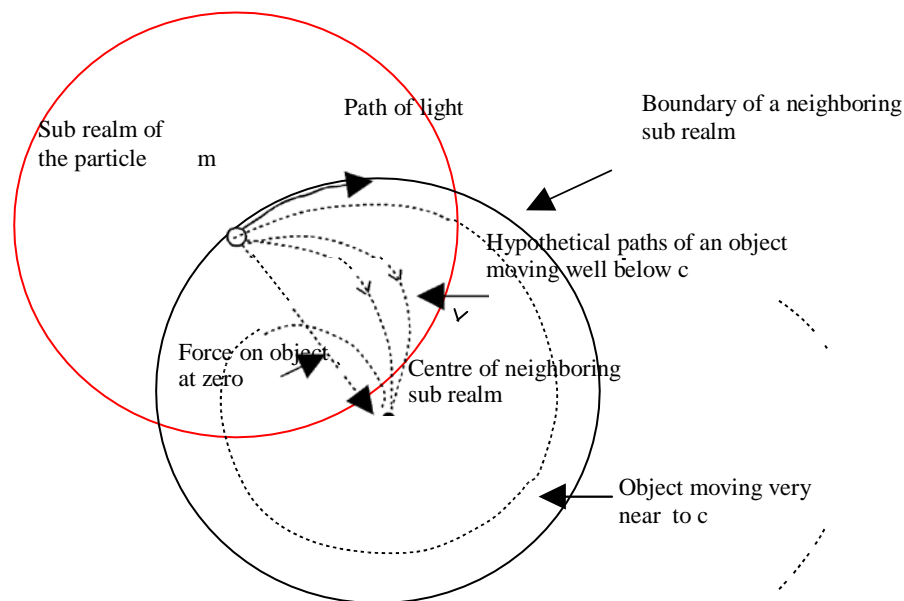 Sub realm of
the particle m
Path of light
Boundary of a neighboring
sub realm
Hypothetical paths of an object
moving well below c
Force on object
at zero
Centre of neighboring
sub realm
Object moving very
near to c